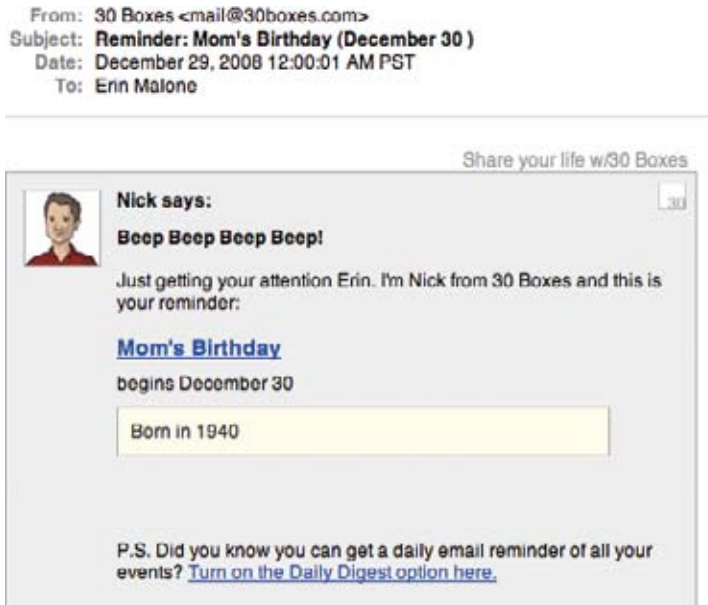 From: 30 Boxes <mail@30boxes.com>
Subject: Reminder: Mom's Birthday (December 30 )
Date: December 29, 2008 12:00:01 AM PST
To: Erin Malone
Share your life w/30 Boxes
Nick says:
30
Beep Beep Beep Beep!
Just getting your attention Erin. I'm Nick from 30 Boxes and this is
your reminder:
Mom's Birthday
begins December 30
Born in 1940
P.S. Did you know you can get a daily email reminder of all your
events? Turn on the Daily Digest option here.